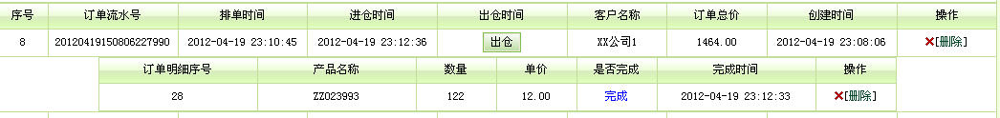 序号 订单流水号 排单时间 进仓时间 出仓时间 客户名称 订单总价 创建时间 操作
8 20120419150806227990 2012-04-19 23:10:45 2012-04-19 23:12:36 出仓 XX公司1 1464.00 2012-04-19 23:08:06 [删除]
订单明细序号 产品名称 数量 单价 是否完成 完成时间 操作
28 ZZ023993 122 12.00 完成 2012-04-19 23:12:33 [删除]